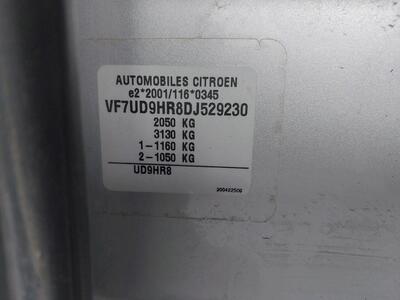 AUTOMOBILES CITROEN
e2*2001/116*0345
VF7UD9HR8DJ529230
2050 KG
3130 KG
1-1160 KG
2-1050 KG
UD9HR8